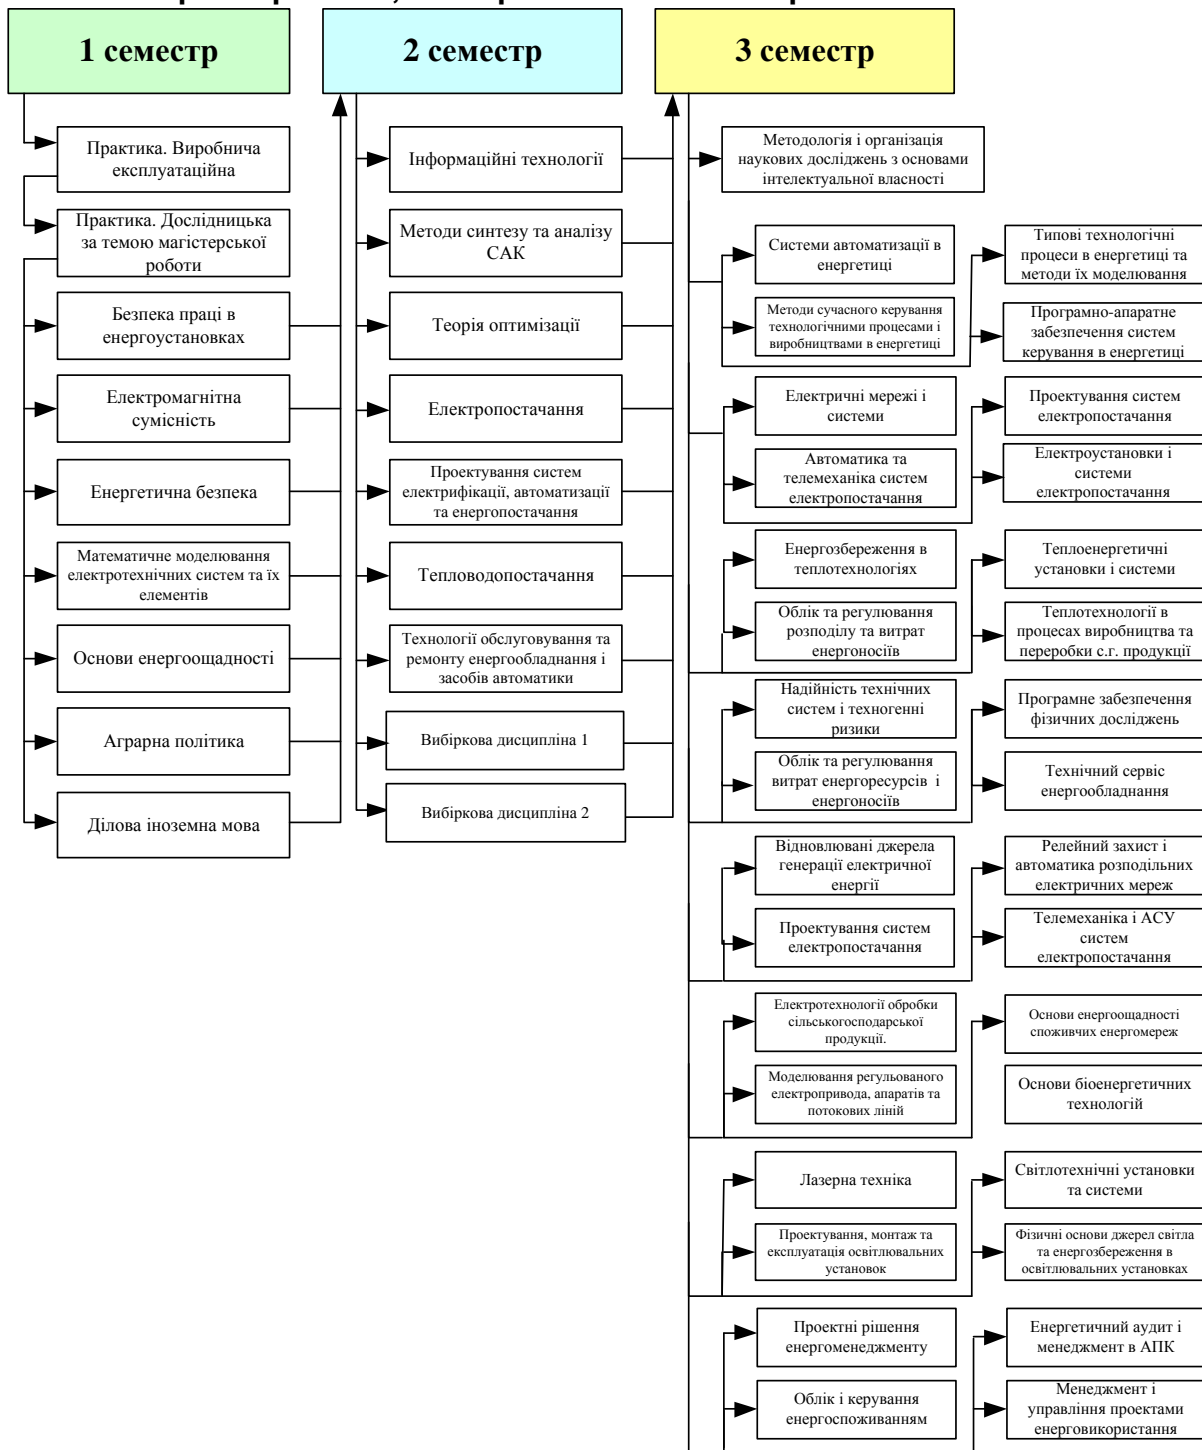 1 семестр
2 семестр
3 семестр
Практика. Виробнича
експлуатаційна
Практика. Дослідницька
за темою магістерської
роботи
Безпека праці в
енергоустановках
Електромагнітна
сумісність
Енергетична безпека
Математичне моделювання
електротехнічних систем та їх
елементів
Основи енергоощадності
Аграрна політика
Ділова іноземна мова
Інформаційні технології
Методи синтезу та аналізу
САК
Теорія оптимізації
Електропостачання
Проектування систем
електрифікації, автоматизації
та енергопостачання
Тепловодопостачання
Технології обслуговування та
ремонту енергообладнання і
засобів автоматики
Вибіркова дисципліна 1
Вибіркова дисципліна 2
Методологія і організація
наукових досліджень з основами
інтелектуальної власності
Системи автоматизації в
енергетиці
Типові технологічні
процеси в енергетиці та
методи їх моделювання
Методи сучасного керування
технологічними процесами і
виробництвами в енергетиці
Програмно-апаратне
забезпечення систем
керування в енергетиці
Електричні мережі і
системи
Проектування систем
електропостачання
Автоматика та
телемеханіка систем
електропостачання
Електроустановки і
системи
електропостачання
Енергозбереження в
теплотехнологіях
Теплоенергетичні
установки і системи
Облік та регулювання
розподілу та витрат
енергоносіїв
Теплотехнології в
процесах виробництва та
переробки с.г. продукції
Надійність технічних
систем і техногенні
ризики
Програмне забезпечення
фізичних досліджень
Облік та регулювання
витрат енергоресурсів і
енергоносіїв
Технічний сервіс
енергообладнання
Відновлювані джерела
генерації електричної
енергії
Релейний захист і
автоматика розподільних
електричних мереж
Проектування систем
електропостачання
Телемеханіка і АСУ
систем
електропостачання
Електротехнології обробки
сільськогосподарської
продукції.
Основи енергоощадності
споживчих енергомереж
Моделювання регульованого
електропривода, апаратів та
потокових ліній
Основи біоенергетичних
технологій
Лазерна техніка
Світлотехнічні установки
та системи
Проектування, монтаж та
експлуатація освітлювальних
установок
Фізичні основи джерел світла
та енергозбереження в
освітлювальних установках
Проектні рішення
енергоменеджменту
Енергетичний аудит і
менеджмент в АПК
Облік і керування
енергоспоживанням
Менеджмент і
управління проектами
енерговикористання